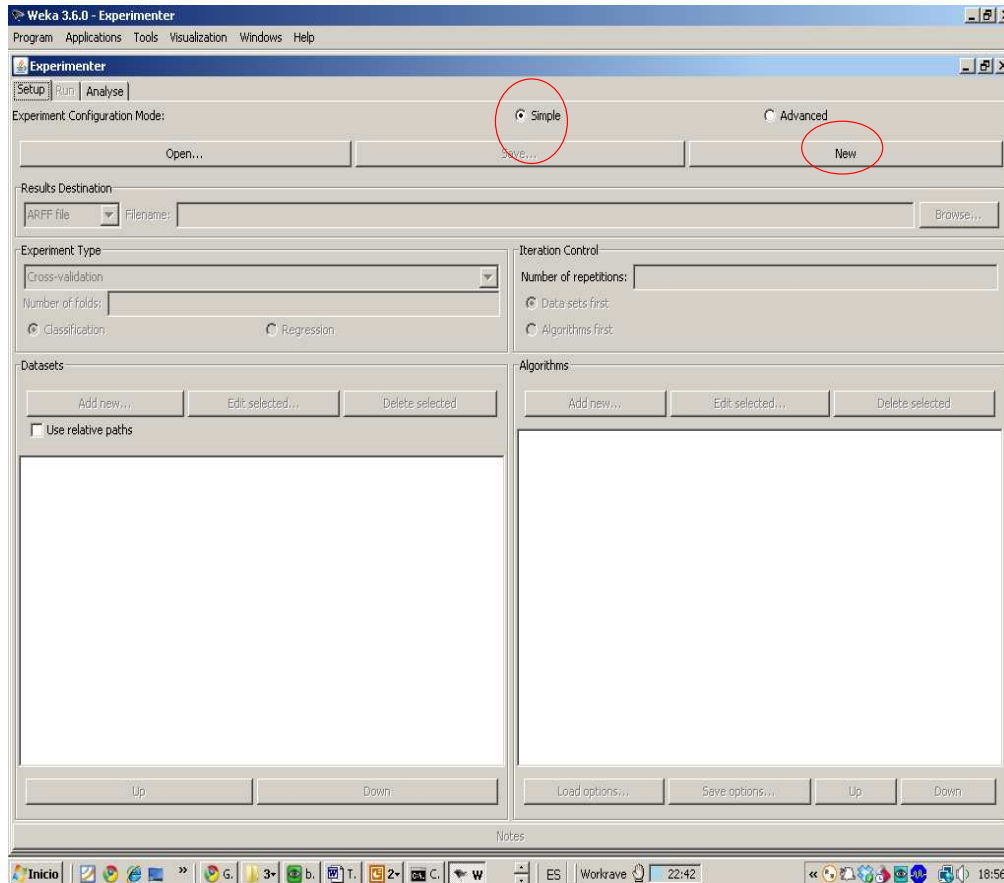 Weka 3.6.0 - Experimenter
Program Applications Tools Visualization Windows Help
Experimenter
Setup Run Analyse
Experiment Configuration Mode: Simple Advanced
Open... Save... New
Results Destination
ARFF file Filename: Browse...
Experiment Type
Cross-validation
Number of folds:
Classification Regression
Iteration Control
Number of repetitions:
Data sets first
Algorithms first
Datasets
Add new... Edit selected... Delete selected
Use relative paths
Up Down
Algorithms
Add new... Edit selected... Delete selected
Load options... Save options... Up Down
Notes
Inicio » G. 3 b. T. 2 C. W ES Workrave 22:42 «